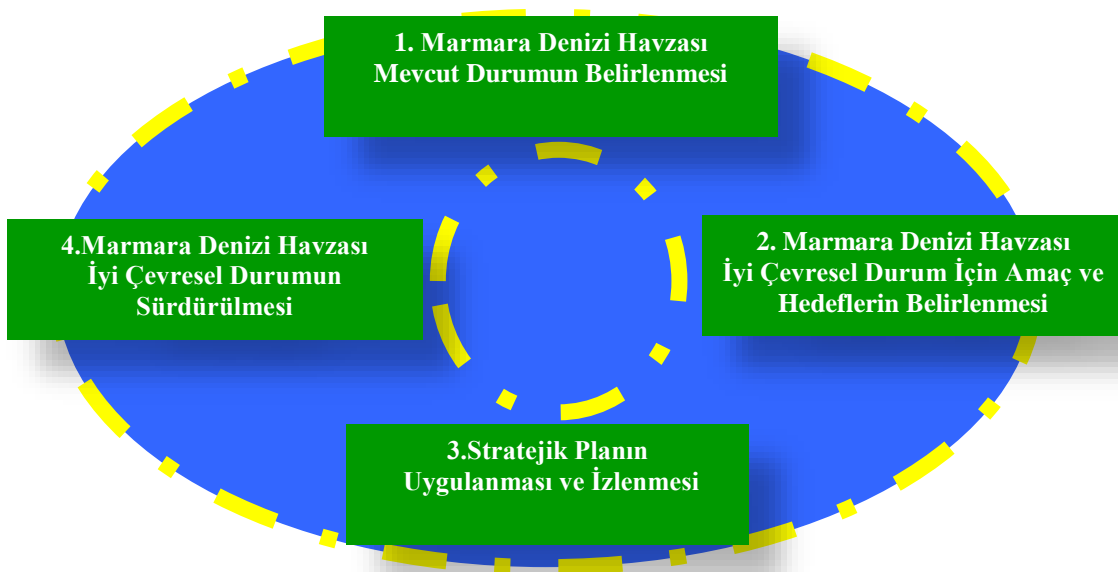 1. Marmara Denizi Havzası
Mevcut Durumun Belirlenmesi
2. Marmara Denizi Havzası
İyi Çevresel Durum İçin Amaç ve
Hedeflerin Belirlenmesi
3.Stratejik Planın
Uygulanması ve İzlenmesi
4.Marmara Denizi Havzası
İyi Çevresel Durumun
Sürdürülmesi